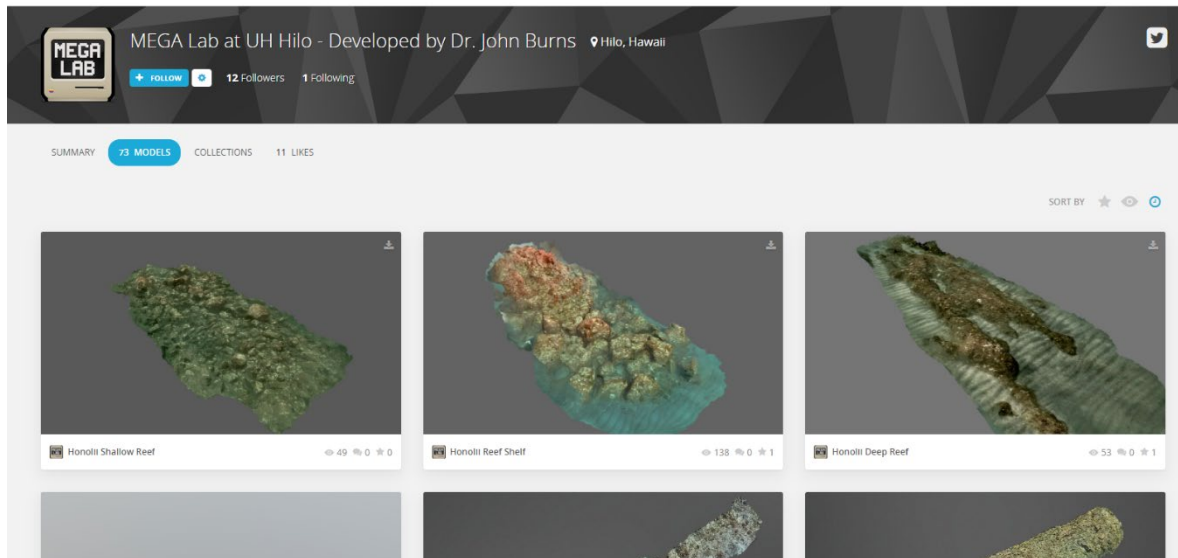 MEGA
LAB
MEGA Lab at UH Hilo - Developed by Dr. John Burns Hilo, Hawaii
+ FOLLOW 12 Followers 1 Following
SUMMARY 73 MODELS COLLECTIONS 11 LIKES
SORT BY
Honolii Shallow Reef 49 0 0
Honolii Reef Shelf 138 0 1
Honolii Deep Reef 53 0 1